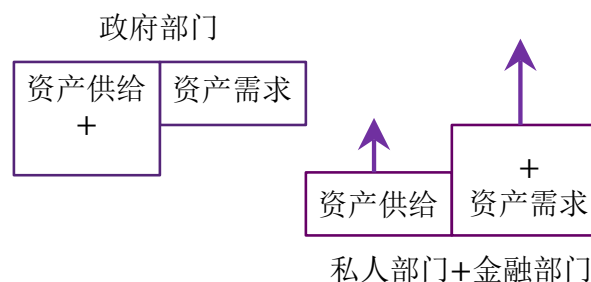 政府部门
资产供给
+
资产需求
资产供给
+
资产需求
私人部门+金融部门